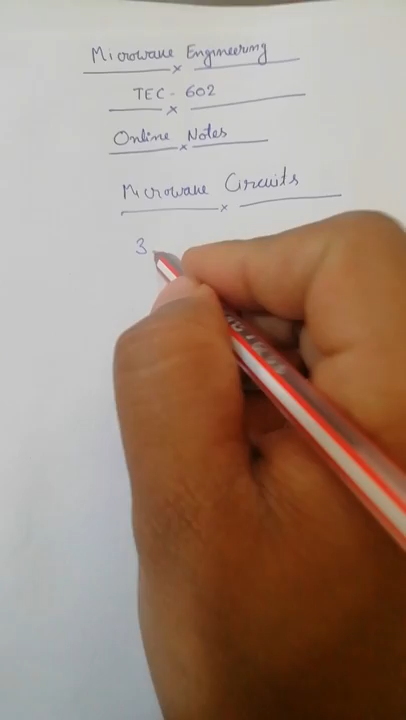 Microwave Engineering
TEC - 602
Online Notes
Microwave Circuits
3